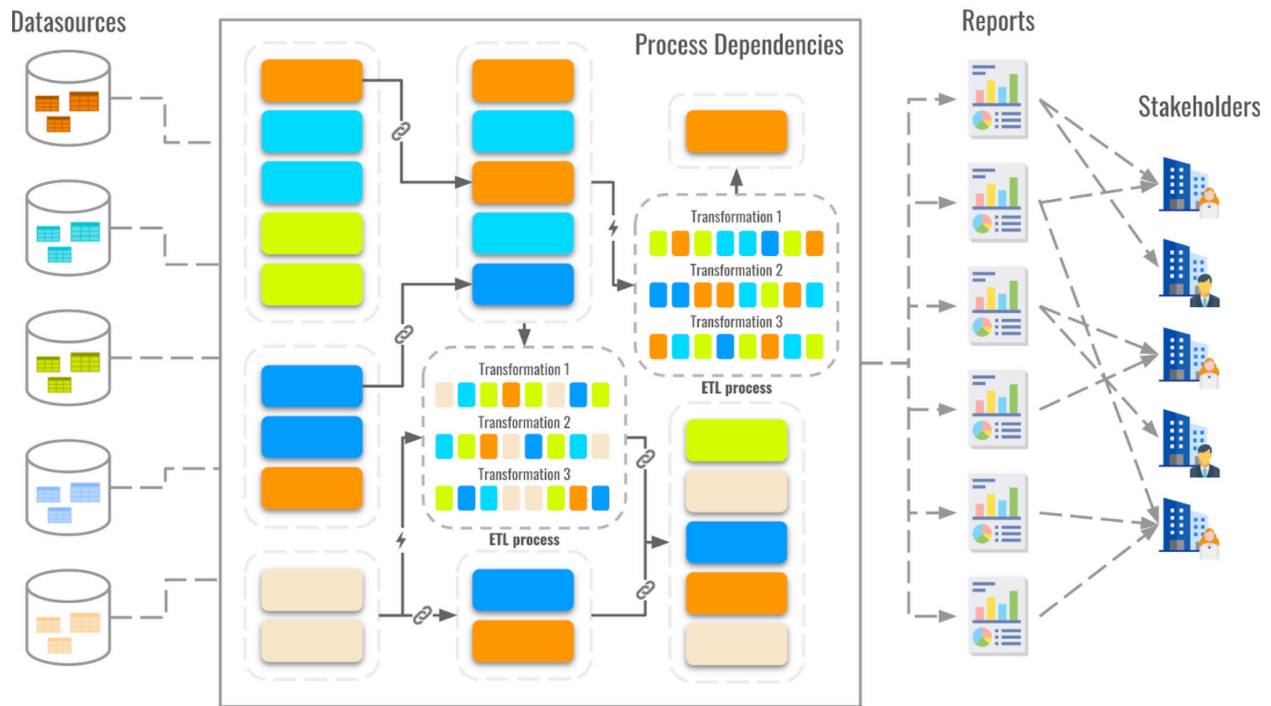 Datasources
Process Dependencies
Reports
Stakeholders
Transformation 1
Transformation 2
Transformation 3
ETL process
Transformation 1
Transformation 2
Transformation 3
ETL process